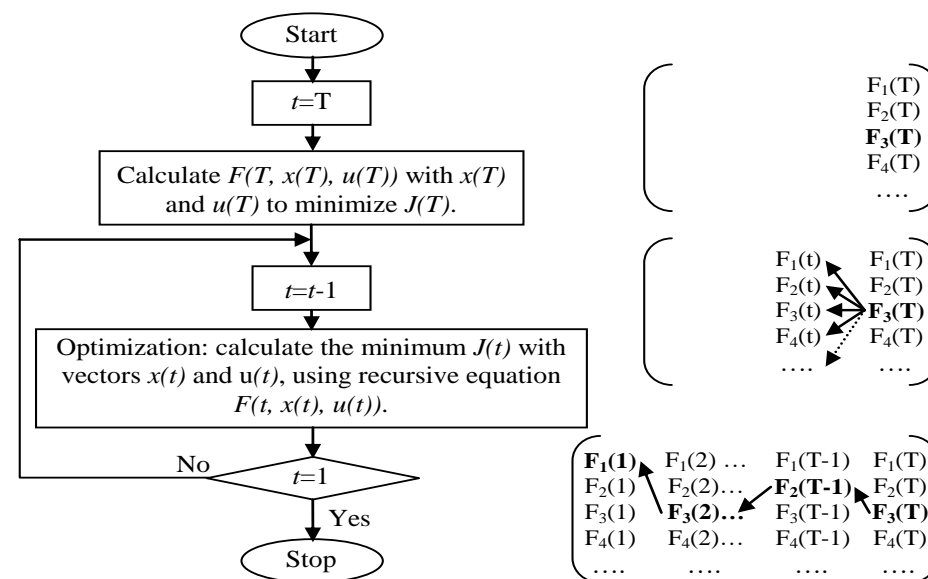 Start
t=T
Calculate F(T, x(T), u(T)) with x(T)
and u(T) to minimize J(T).
t=t-1
Optimization: calculate the minimum J(t) with
vectors x(t) and u(t), using recursive equation
F(t, x(t), u(t)).
No
t=1
Yes
Stop
F₁(T)
F₂(T)
F₃(T)
F₄(T)
….
F₁(t) F₁(T)
F₂(t) F₂(T)
F₃(t) F₃(T)
F₄(t) F₄(T)
…. ….
F₁(1) F₁(2) … F₁(T-1) F₁(T)
F₂(1) F₂(2)… F₂(T-1) F₂(T)
F₃(1) F₃(2)… F₃(T-1) F₃(T)
F₄(1) F₄(2)… F₄(T-1) F₄(T)
…. …. …. ….